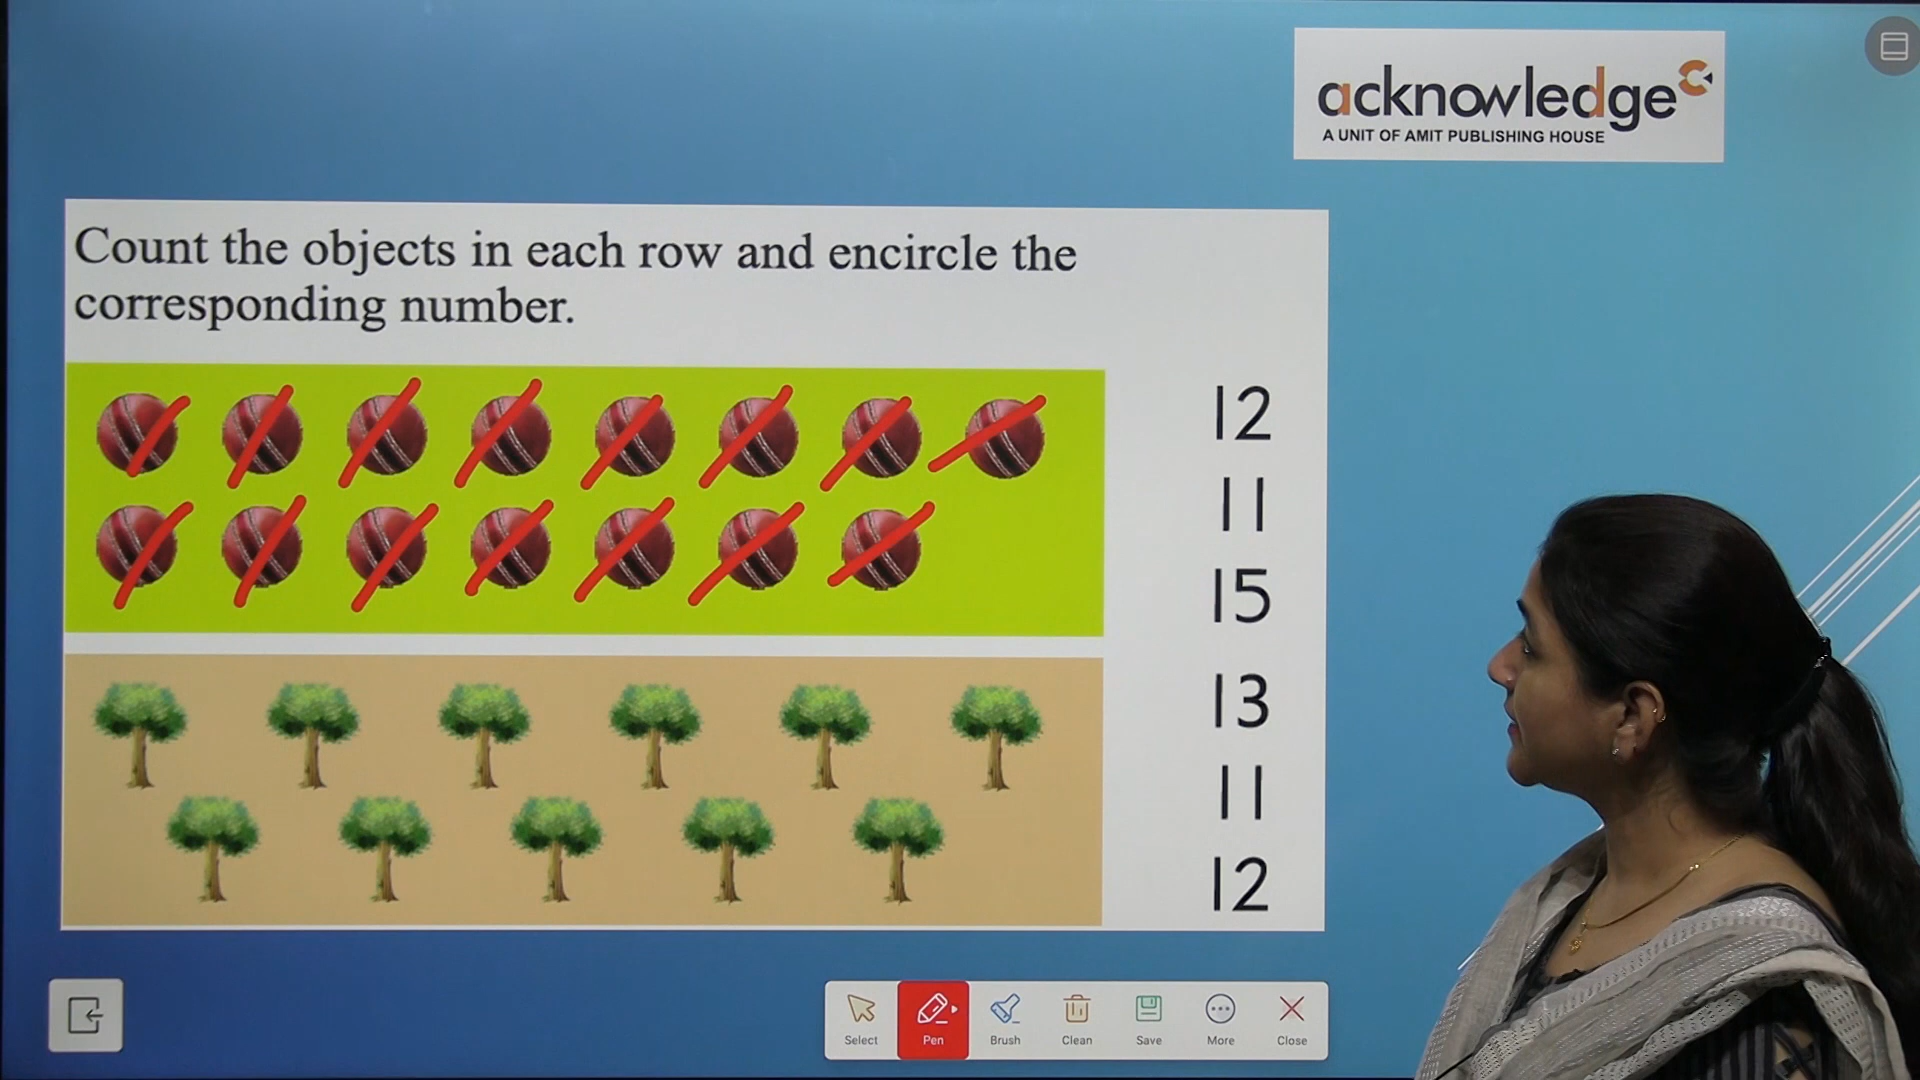 acknowledge
A UNIT OF AMIT PUBLISHING HOUSE
Count the objects in each row and encircle the
corresponding number.
12
11
15
13
11
12
Select Pen Brush Clean Save More Close